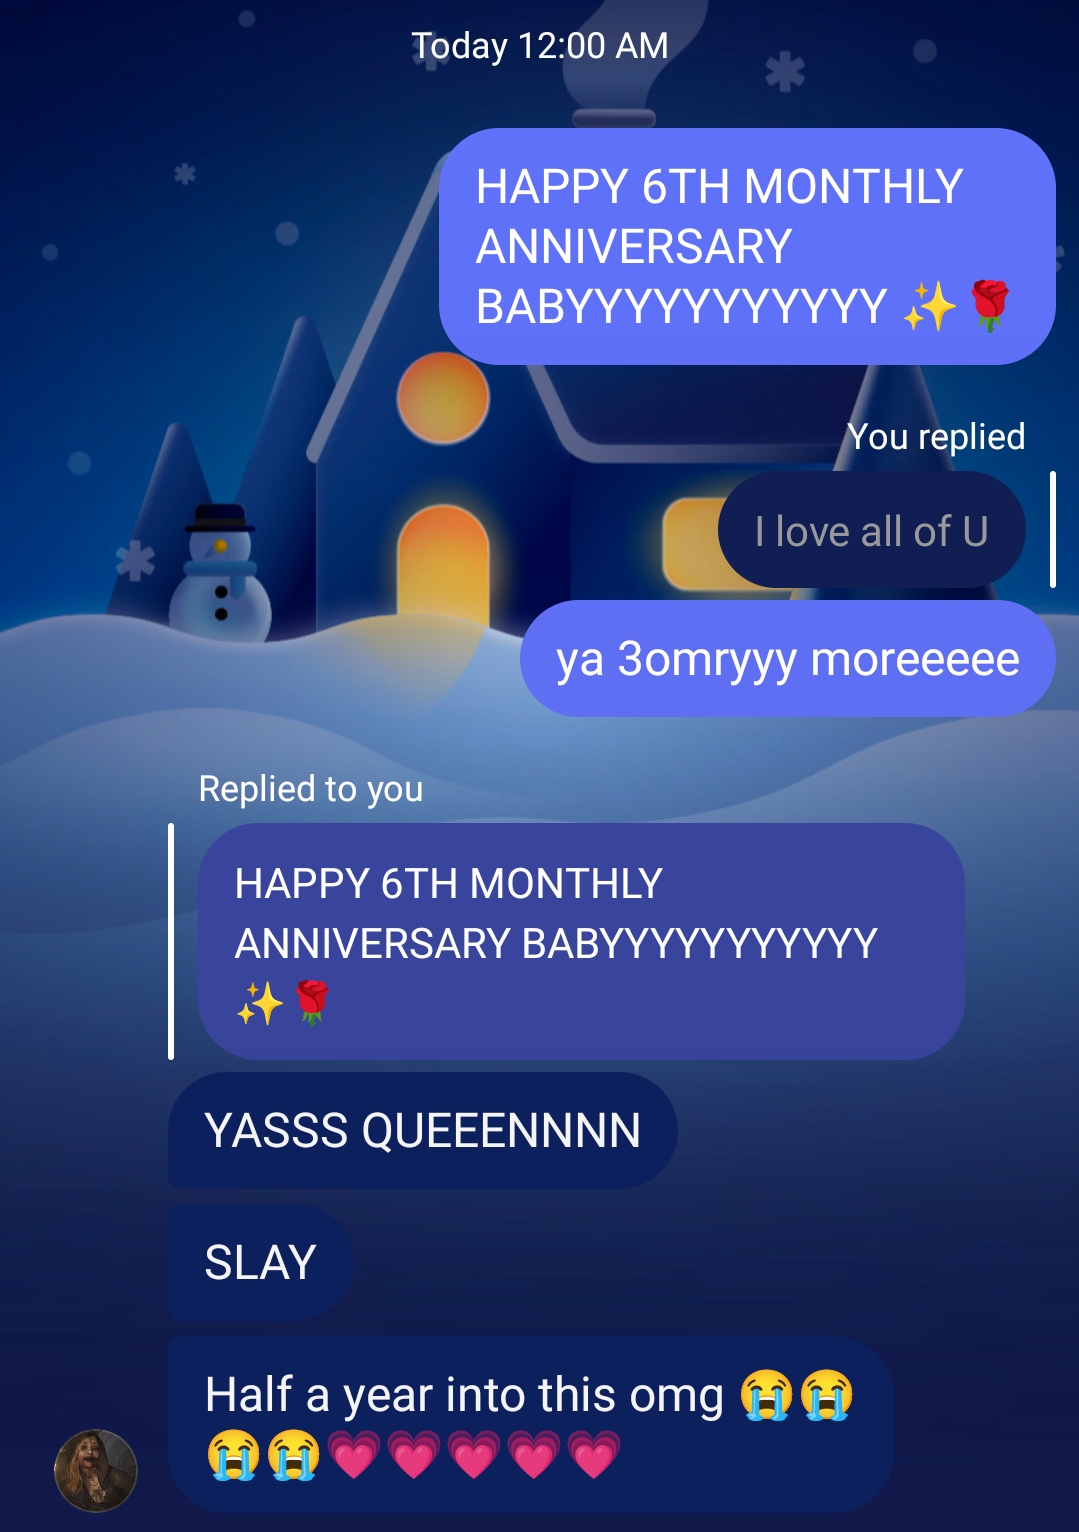 Today 12:00 AM
HAPPY 6TH MONTHLY
ANNIVERSARY
BABYYYYYYYYYYY ✨🌹
You replied
I love all of U
ya 3omryyy moreeeee
Replied to you
HAPPY 6TH MONTHLY
ANNIVERSARY BABYYYYYYYYYYY
✨🌹
YASSS QUEEENNNN
SLAY
Half a year into this omg 😭😭
😭😭💗💗💗💗💗